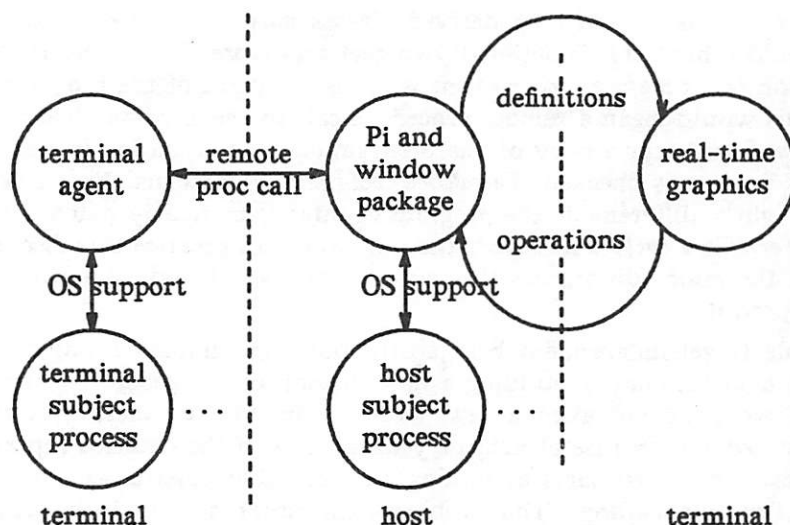 definitions
terminal
agent
remote
proc call
Pi and
window
package
real-time
graphics
operations
OS support
OS support
terminal
subject
process
...
host
subject
process
...
terminal
host
terminal